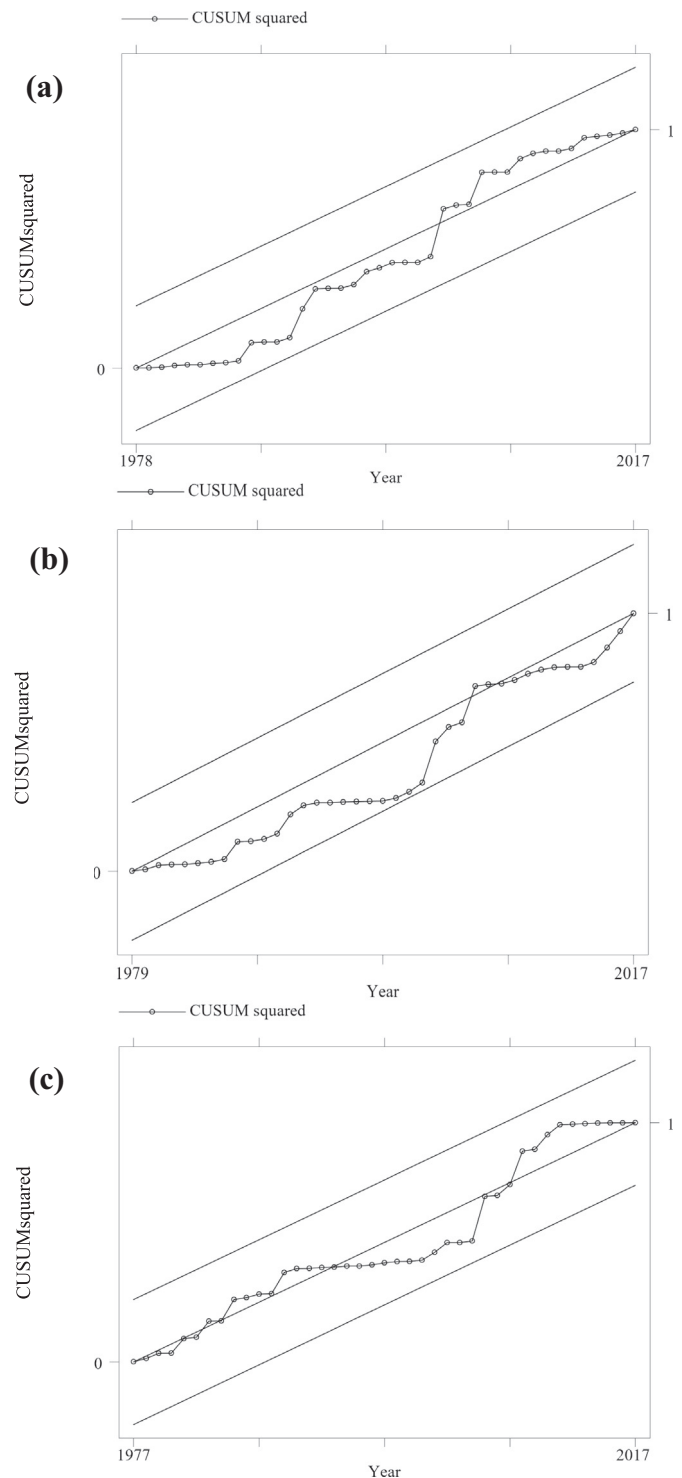 CUSUM squared
(a)
CUSUMsquared
1
0
1978
2017
Year
CUSUM squared
(b)
CUSUMsquared
1
0
1979
2017
Year
CUSUM squared
(c)
CUSUMsquared
1
0
1977
2017
Year